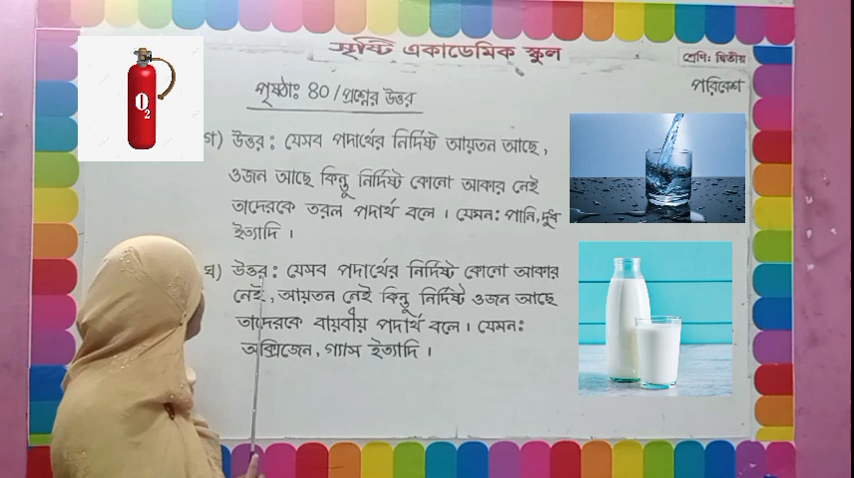 সৃষ্টি একাডেমিক স্কুল
শ্রেণি: দ্বিতীয়
পরিবেশ
পৃষ্ঠাঃ ৪০/প্রশ্নের উত্তর
O2
গ) উত্তর: যেসব পদার্থের নির্দিষ্ট আয়তন আছে,
ওজন আছে কিন্তু নির্দিষ্ট কোনো আকার নেই
তাদেরকে তরল পদার্থ বলে। যেমন: পানি, দুধ
ইত্যাদি।
ঘ) উত্তর: যেসব পদার্থের নির্দিষ্ট কোনো আকার
নেই, আয়তন নেই কিন্তু নির্দিষ্ট ওজন আছে
তাদেরকে বায়বীয় পদার্থ বলে। যেমন:
অক্সিজেন, গ্যাস ইত্যাদি।